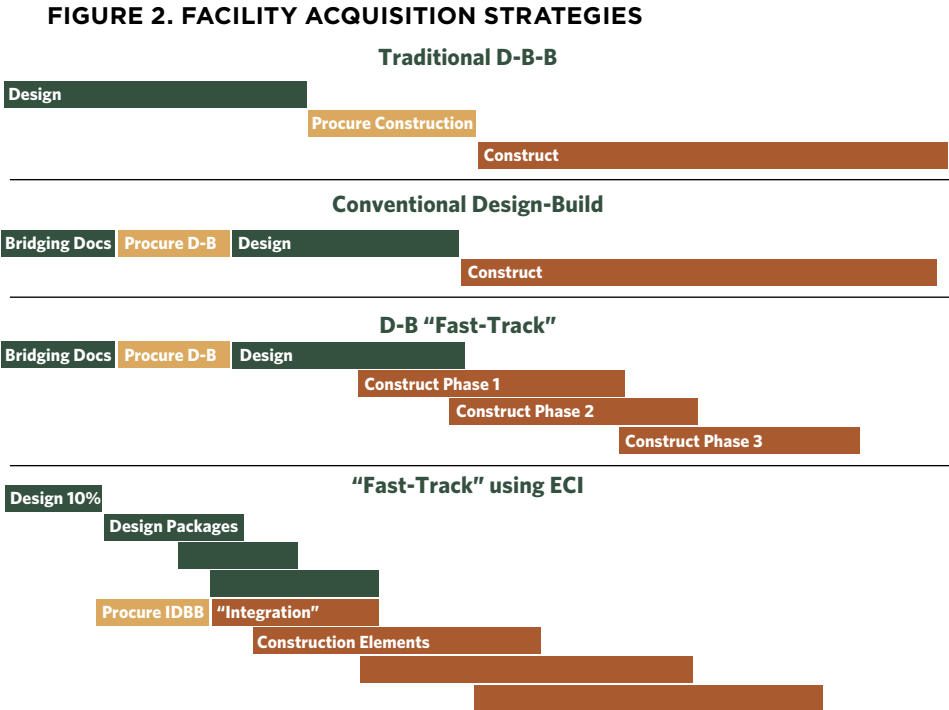 FIGURE 2. FACILITY ACQUISITION STRATEGIES
Traditional D-B-B
Design
Procure Construction
Construct
Conventional Design-Build
Bridging Docs Procure D-B Design
Construct
D-B “Fast-Track”
Bridging Docs Procure D-B Design
Construct Phase 1
Construct Phase 2
Construct Phase 3
“Fast-Track” using ECI
Design 10%
Design Packages
Procure IDBB “Integration”
Construction Elements